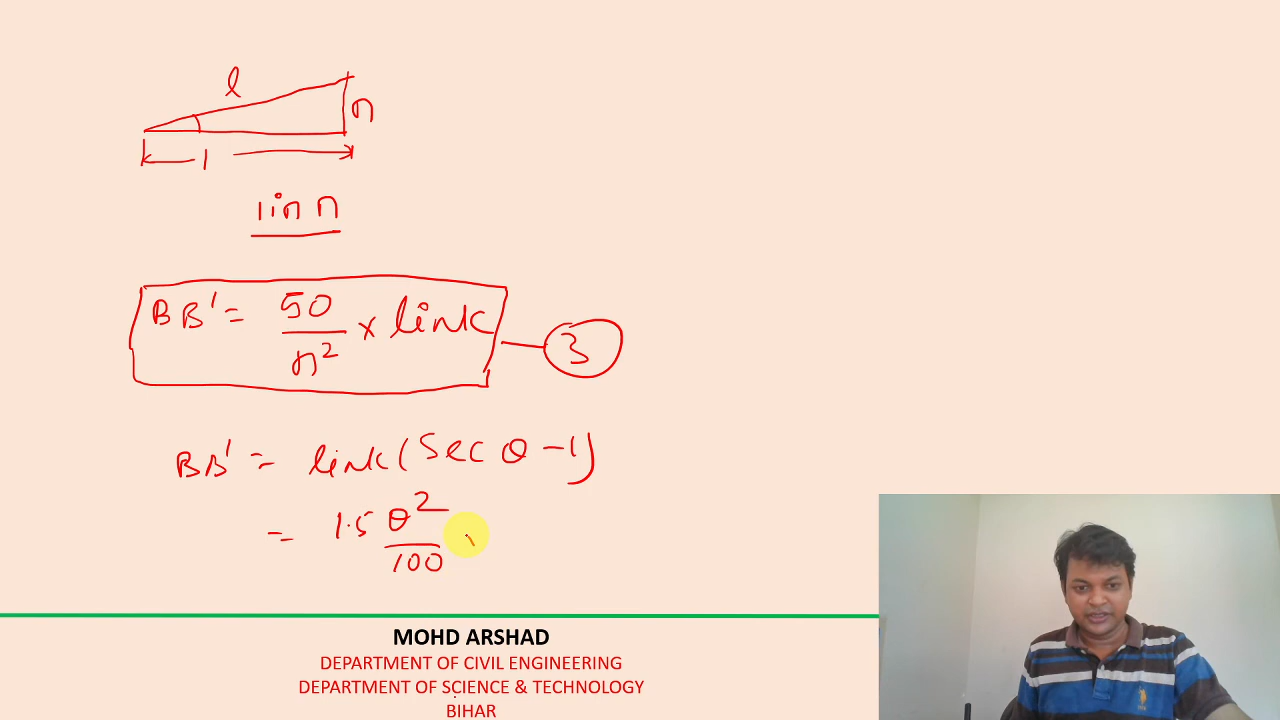 l
n
1
1 in n
BB' = 50/n² × link
3
BB' = link (Sec θ - 1)
= 1.5 θ²/100
MOHD ARSHAD
DEPARTMENT OF CIVIL ENGINEERING
DEPARTMENT OF SCIENCE & TECHNOLOGY
BIHAR